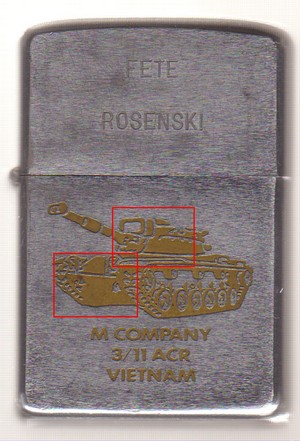 FETE
ROSENSKI
M COMPANY
3/11 ACR
VIETNAM